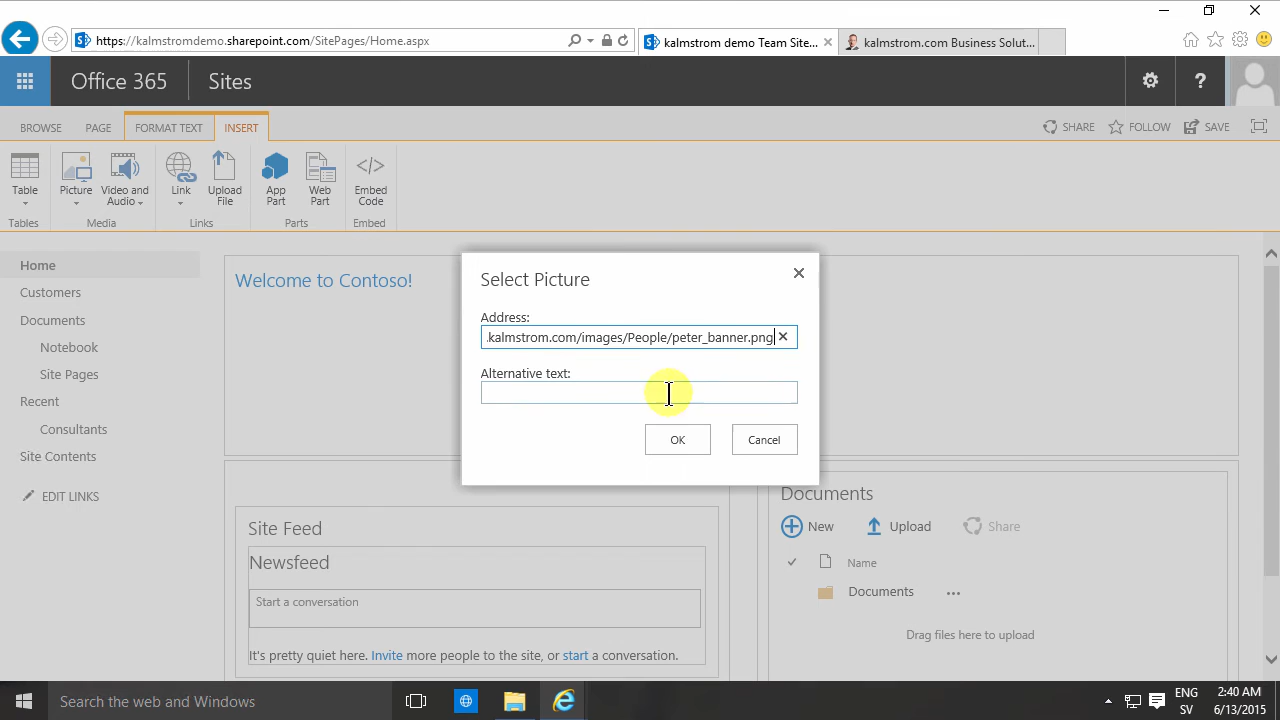 https://kalmstromdemo.sharepoint.com/SitePages/Home.aspx
kalmstrom demo Team Site...
kalmstrom.com Business Solut...
Office 365
Sites
?
BROWSE
PAGE
FORMAT TEXT
INSERT
SHARE
FOLLOW
SAVE
Table
Picture
Video and Audio
Link
Upload File
App Part
Web Part
Embed Code
Tables
Media
Links
Parts
Embed
Home
Customers
Documents
Notebook
Site Pages
Recent
Consultants
Site Contents
EDIT LINKS
Welcome to Contoso!
Select Picture
Address:
.kalmstrom.com/images/People/peter_banner.png
Alternative text:
OK
Cancel
Site Feed
Newsfeed
Start a conversation
It's pretty quiet here. Invite more people to the site, or start a conversation.
Documents
New
Upload
Share
Name
Documents
...
Drag files here to upload
Search the web and Windows
ENG
SV
2:40 AM
6/13/2015